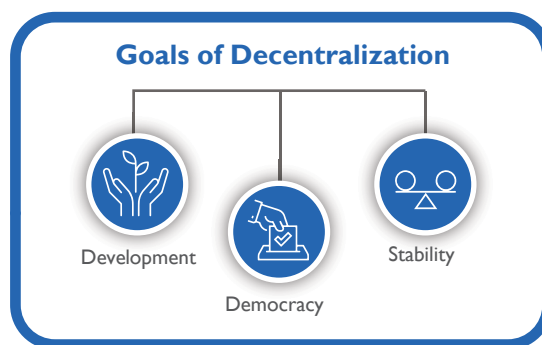 Goals of Decentralization
Development
Stability
Democracy